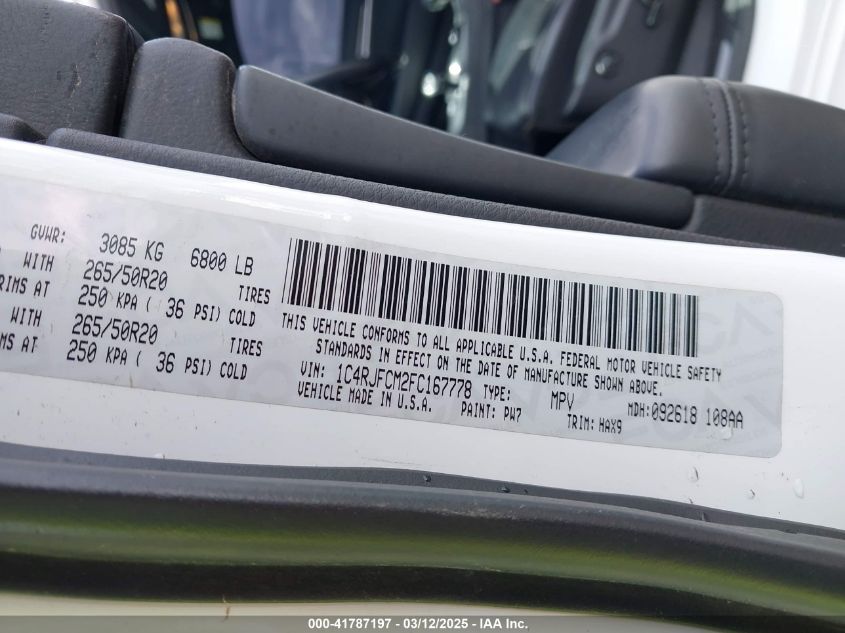 GVWR: 3085 KG 6800 LB
WITH 265/50R20 TIRES
RIMS AT 250 KPA ( 36 PSI) COLD
WITH 265/50R20 TIRES
AT 250 KPA ( 36 PSI) COLD
THIS VEHICLE CONFORMS TO ALL APPLICABLE U.S.A. FEDERAL MOTOR VEHICLE SAFETY
STANDARDS IN EFFECT ON THE DATE OF MANUFACTURE SHOWN ABOVE.
VIN: 1C4RJFCM2FC167778 TYPE: MPV MDH:092618 108AA
VEHICLE MADE IN U.S.A. PAINT: PW7 TRIM: HAX9
000-41787197 - 03/12/2025 - IAA Inc.